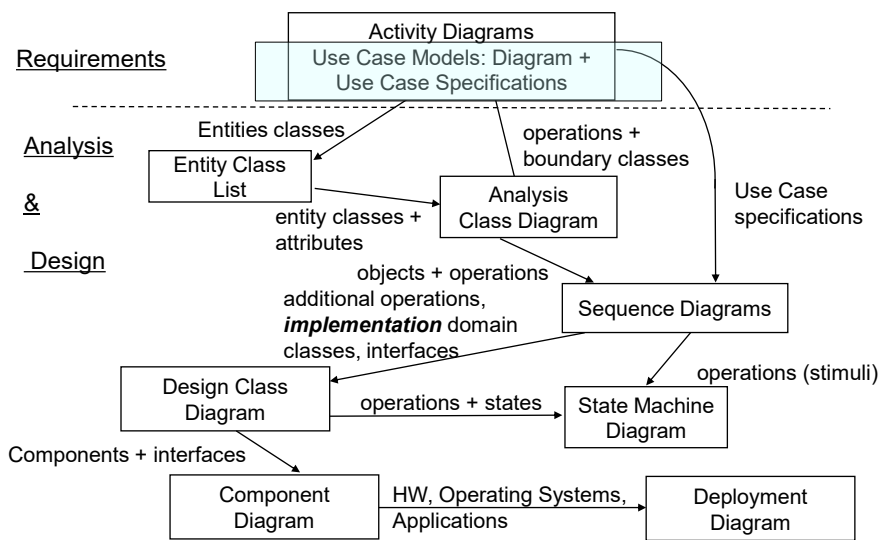 Activity Diagrams
Requirements
Use Case Models: Diagram +
Use Case Specifications
Entities classes
operations +
boundary classes
Analysis
Entity Class
List
Analysis
Class Diagram
Use Case
specifications
&
entity classes +
attributes
Design
objects + operations
additional operations,
implementation domain
classes, interfaces
Sequence Diagrams
Design Class
Diagram
operations + states
operations (stimuli)
State Machine
Diagram
Components + interfaces
Component
Diagram
HW, Operating Systems,
Applications
Deployment
Diagram